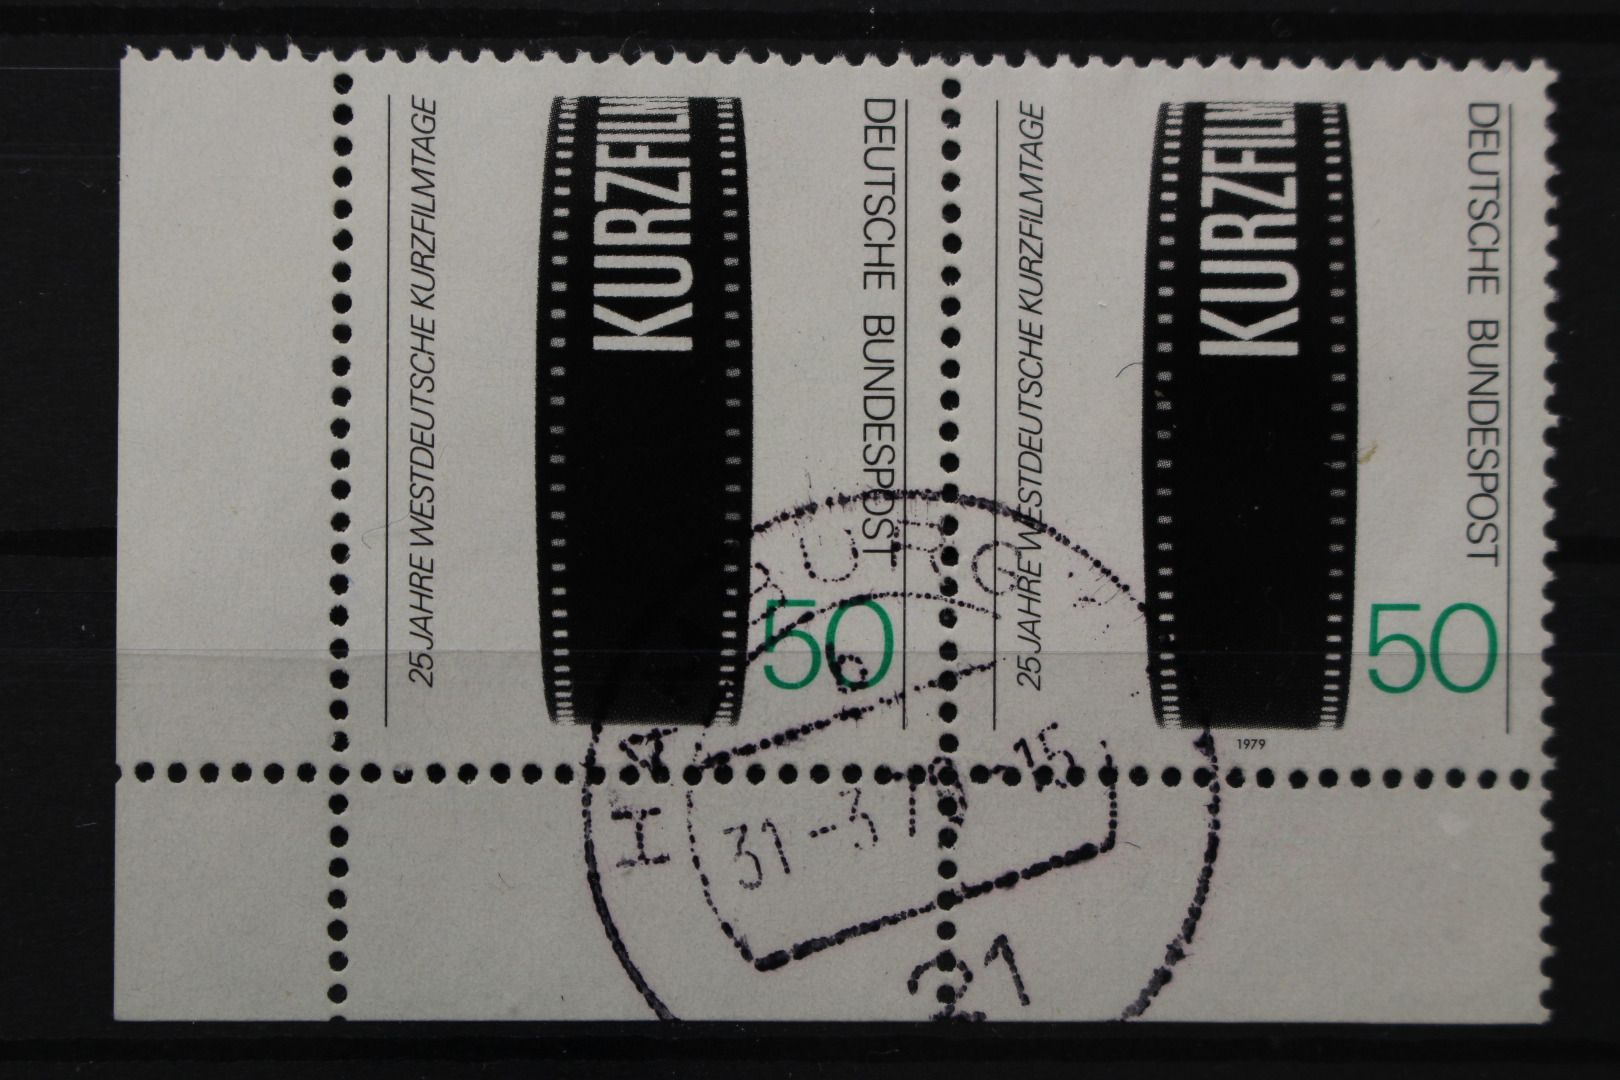 25 JAHRE WESTDEUTSCHE KURZFILMTAGE
KURZFILM
DEUTSCHE BUNDESPOST
50
25 JAHRE WESTDEUTSCHE KURZFILMTAGE
KURZFILM
DEUTSCHE BUNDESPOST
50
1979
31-3
-15
21